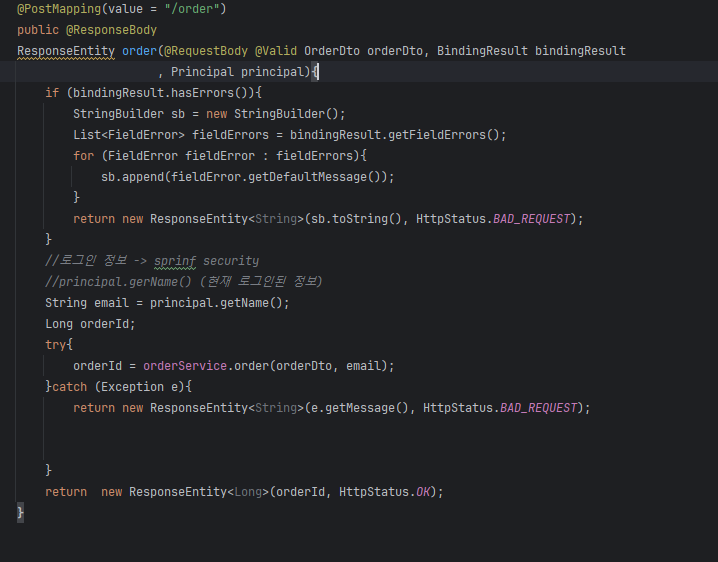 @PostMapping(value = "/order")
public @ResponseBody
ResponseEntity order(@RequestBody @Valid OrderDto orderDto, BindingResult bindingResult
, Principal principal){
if (bindingResult.hasErrors()){
StringBuilder sb = new StringBuilder();
List<FieldError> fieldErrors = bindingResult.getFieldErrors();
for (FieldError fieldError : fieldErrors){
sb.append(fieldError.getDefaultMessage());
}
return new ResponseEntity<String>(sb.toString(), HttpStatus.BAD_REQUEST);
}
//로그인 정보 -> sprinf security
//principal.gerName() (현재 로그인된 정보)
String email = principal.getName();
Long orderId;
try{
orderId = orderService.order(orderDto, email);
}catch (Exception e){
return new ResponseEntity<String>(e.getMessage(), HttpStatus.BAD_REQUEST);
}
return  new ResponseEntity<Long>(orderId, HttpStatus.OK);
}